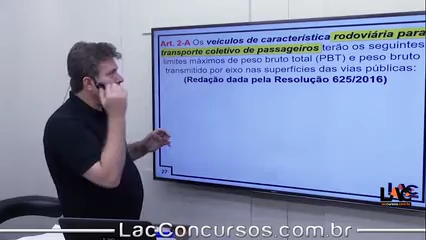 Art. 2-A Os veículos de característica rodoviária para
transporte coletivo de passageiros terão os seguintes
limites máximos de peso bruto total (PBT) e peso bruto
transmitido por eixo nas superfícies das vias públicas:
(Redação dada pela Resolução 625/2016)
LAC
LacConcursos.com.br